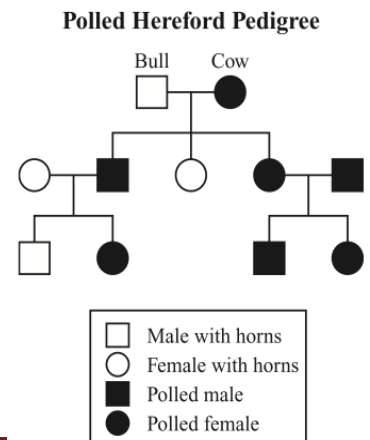 Polled Hereford Pedigree
Bull Cow
Male with horns
Female with horns
Polled male
Polled female